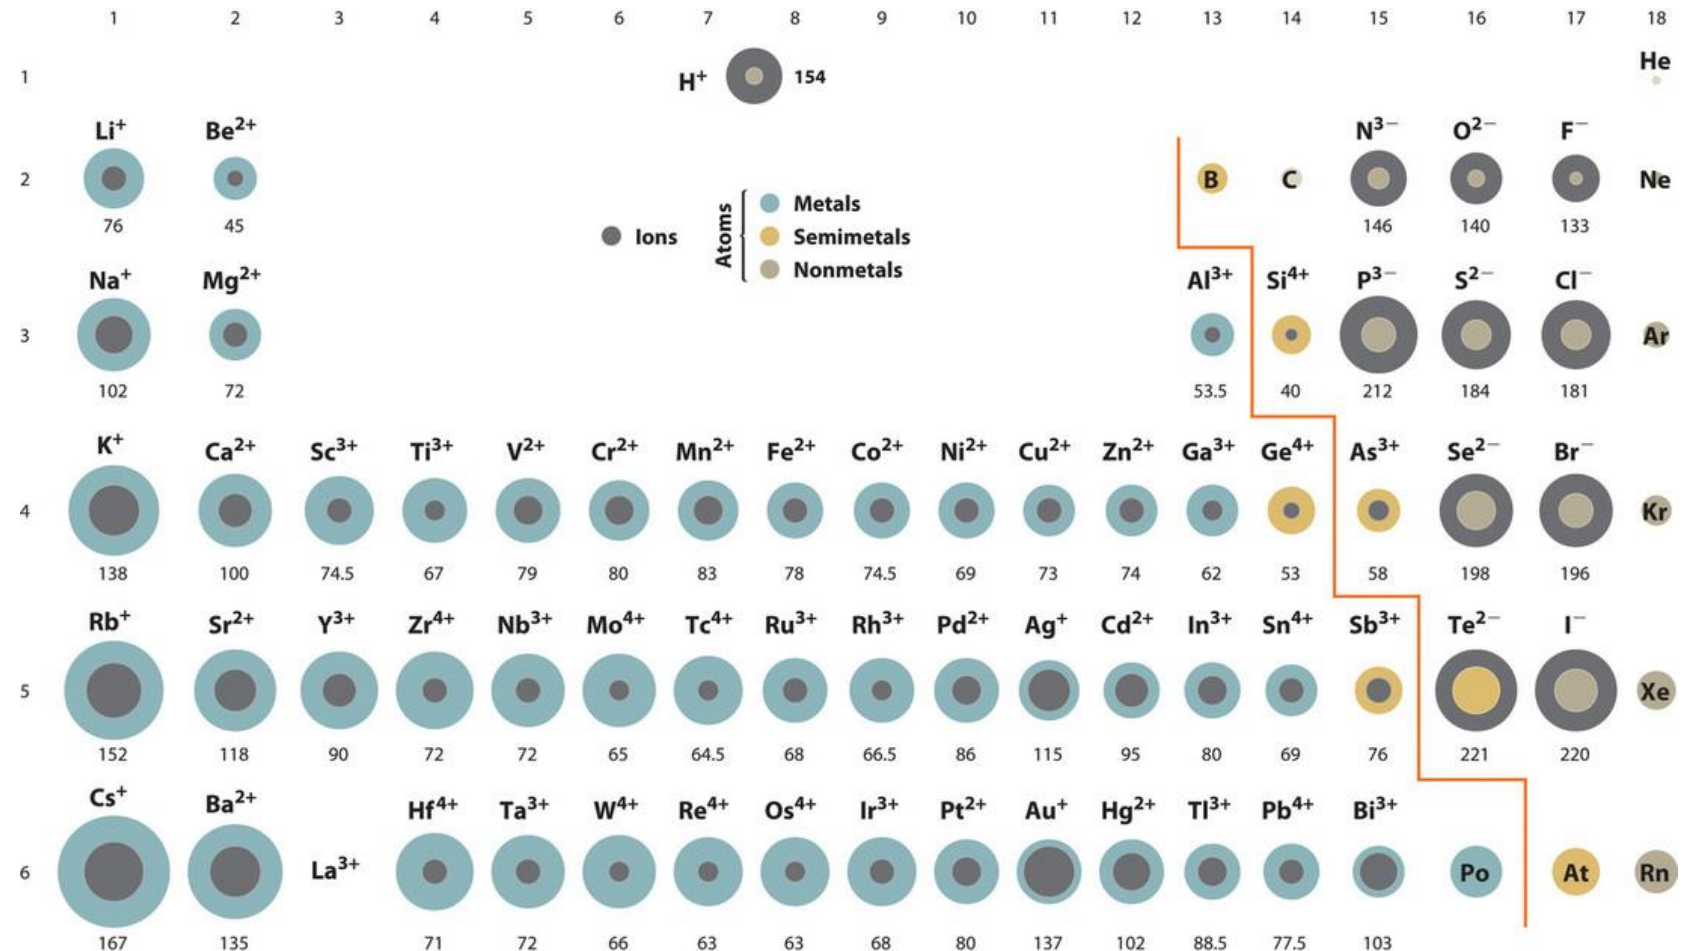 1 2 3 4 5 6 7 8 9 10 11 12 13 14 15 16 17 18
1 H⁺ 154 He
Li⁺ Be²⁺ N³⁻ O²⁻ F⁻
2 B C Ne
76 45 146 140 133
Metals
Ions Atoms Semimetals
Nonmetals
Na⁺ Mg²⁺ Al³⁺ Si⁴⁺ P³⁻ S²⁻ Cl⁻
3 Ar
102 72 53.5 40 212 184 181
K⁺ Ca²⁺ Sc³⁺ Ti³⁺ V²⁺ Cr²⁺ Mn²⁺ Fe²⁺ Co²⁺ Ni²⁺ Cu²⁺ Zn²⁺ Ga³⁺ Ge⁴⁺ As³⁺ Se²⁻ Br⁻
4 Kr
138 100 74.5 67 79 80 83 78 74.5 69 73 74 62 53 58 198 196
Rb⁺ Sr²⁺ Y³⁺ Zr⁴⁺ Nb³⁺ Mo⁴⁺ Tc⁴⁺ Ru³⁺ Rh³⁺ Pd²⁺ Ag⁺ Cd²⁺ In³⁺ Sn⁴⁺ Sb³⁺ Te²⁻ I⁻
5 Xe
152 118 90 72 72 65 64.5 68 66.5 86 115 95 80 69 76 221 220
Cs⁺ Ba²⁺ Hf⁴⁺ Ta³⁺ W⁴⁺ Re⁴⁺ Os⁴⁺ Ir³⁺ Pt²⁺ Au⁺ Hg²⁺ Tl³⁺ Pb⁴⁺ Bi³⁺
6 La³⁺ Po At Rn
167 135 71 72 66 63 63 68 80 137 102 88.5 77.5 103